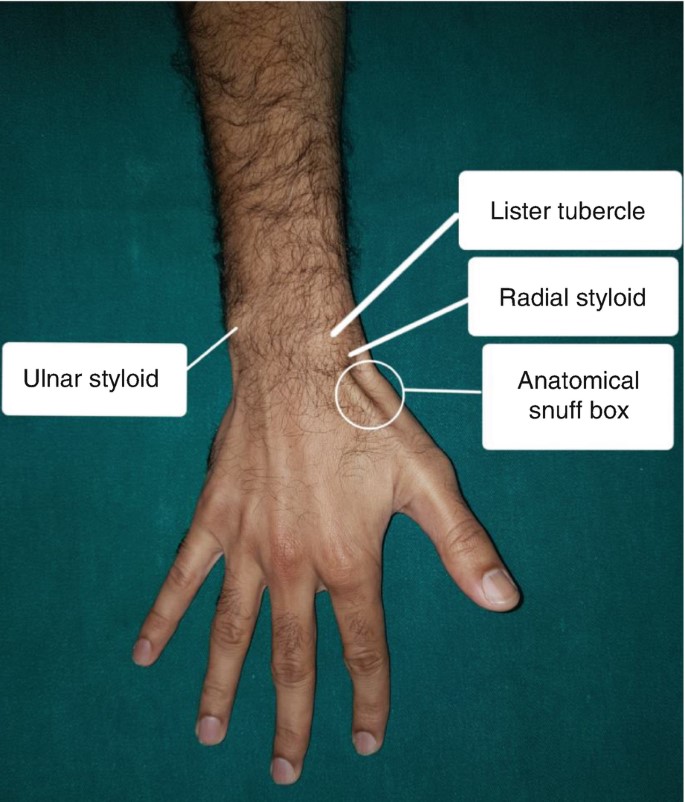 Lister tubercle
Radial styloid
Ulnar styloid
Anatomical
snuff box